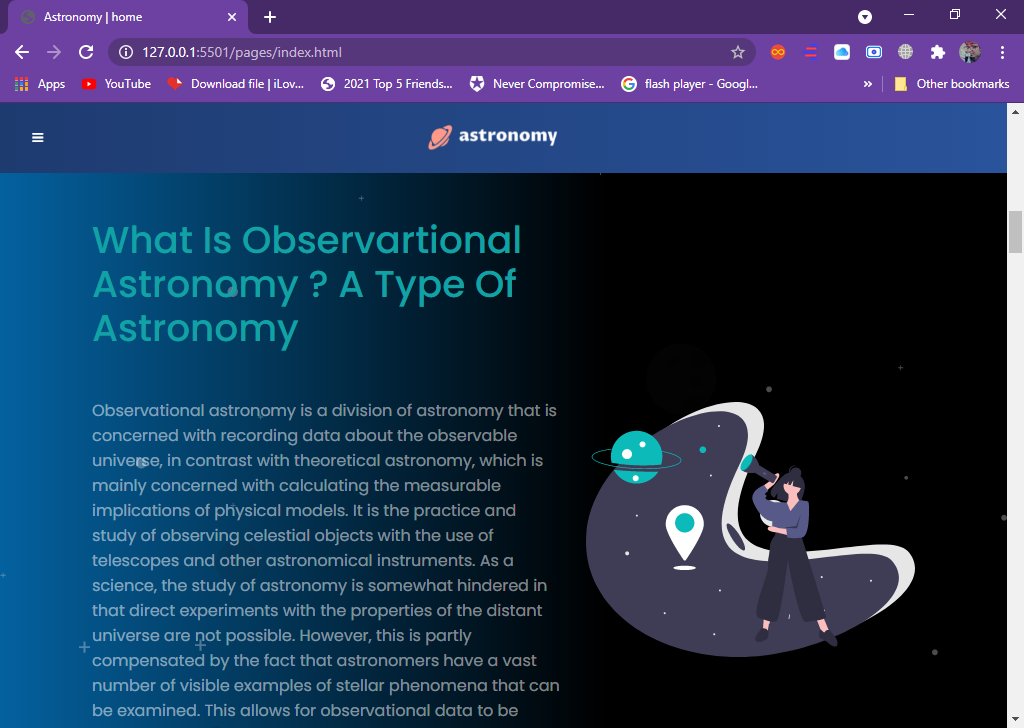 Astronomy | home
127.0.0.1:5501/pages/index.html
Apps YouTube Download file | iLov... 2021 Top 5 Friends... Never Compromise... flash player - Googl... » Other bookmarks
astronomy
What Is Observartional
Astronomy ? A Type Of
Astronomy
Observational astronomy is a division of astronomy that is
concerned with recording data about the observable
universe, in contrast with theoretical astronomy, which is
mainly concerned with calculating the measurable
implications of physical models. It is the practice and
study of observing celestial objects with the use of
telescopes and other astronomical instruments. As a
science, the study of astronomy is somewhat hindered in
that direct experiments with the properties of the distant
universe are not possible. However, this is partly
compensated by the fact that astronomers have a vast
number of visible examples of stellar phenomena that can
be examined. This allows for observational data to be